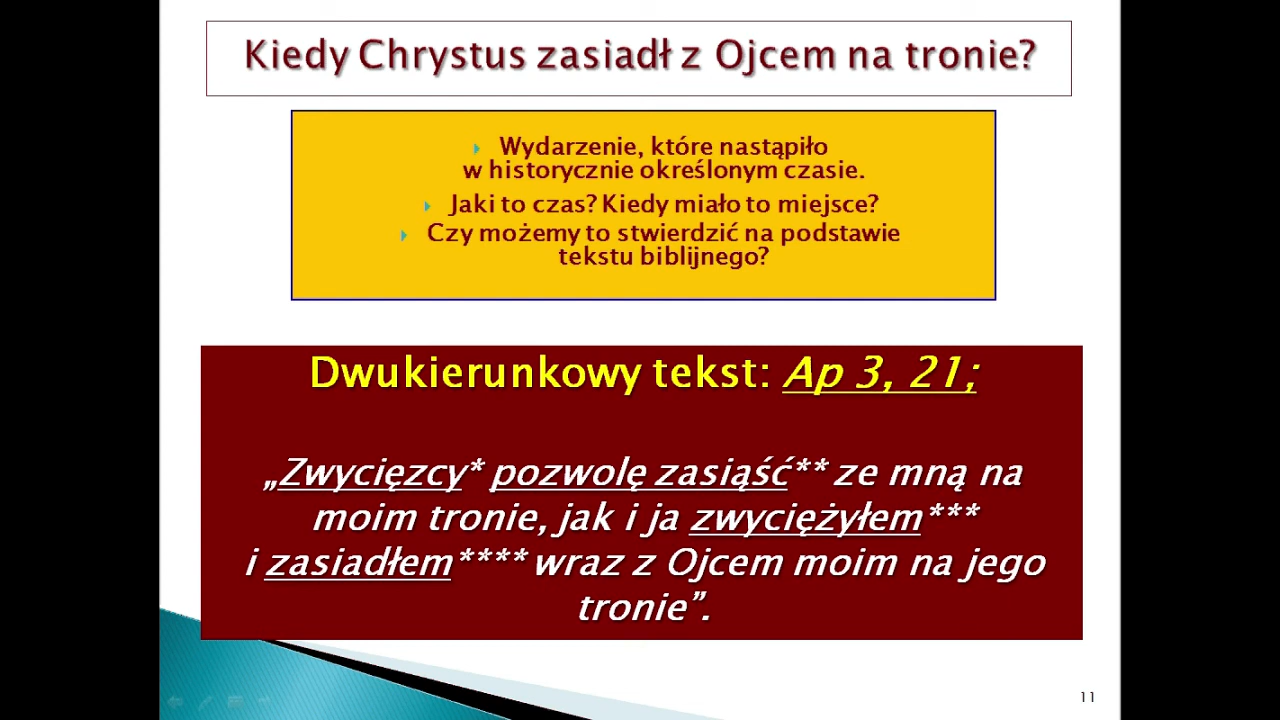 Kiedy Chrystus zasiadł z Ojcem na tronie?
Wydarzenie, które nastąpiło
w historycznie określonym czasie.
Jaki to czas? Kiedy miało to miejsce?
Czy możemy to stwierdzić na podstawie
tekstu biblijnego?
Dwukierunkowy tekst: Ap 3, 21;
„Zwycięzcy* pozwolę zasiąść** ze mną na
moim tronie, jak i ja zwyciężyłem***
i zasiadłem**** wraz z Ojcem moim na jego
tronie”.
11